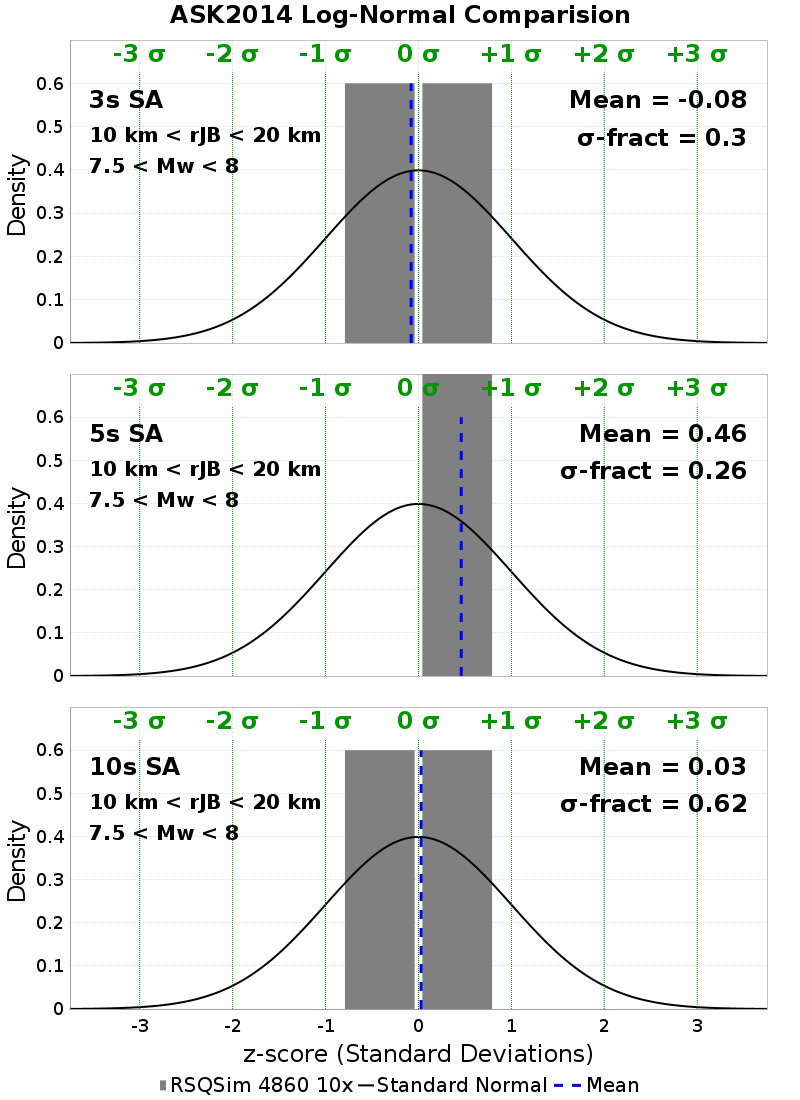 ASK2014 Log-Normal Comparision
-3 σ -2 σ -1 σ 0 σ +1 σ +2 σ +3 σ
3s SA
10 km < rJB < 20 km
7.5 < Mw < 8
Mean = -0.08
σ-fract = 0.3
Density
0.6
0.5
0.4
0.3
0.2
0.1
0
-3 σ -2 σ -1 σ 0 σ +1 σ +2 σ +3 σ
5s SA
10 km < rJB < 20 km
7.5 < Mw < 8
Mean = 0.46
σ-fract = 0.26
Density
0.6
0.5
0.4
0.3
0.2
0.1
0
-3 σ -2 σ -1 σ 0 σ +1 σ +2 σ +3 σ
10s SA
10 km < rJB < 20 km
7.5 < Mw < 8
Mean = 0.03
σ-fract = 0.62
Density
0.6
0.5
0.4
0.3
0.2
0.1
0
-3 -2 -1 0 1 2 3
z-score (Standard Deviations)
RSQSim 4860 10x Standard Normal Mean